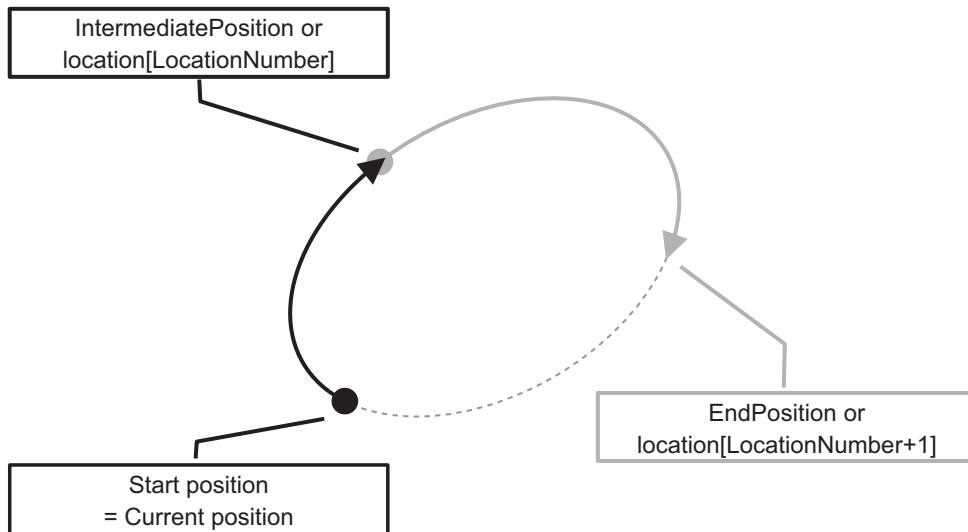 IntermediatePosition or
location[LocationNumber]
EndPosition or
location[LocationNumber+1]
Start position
= Current position